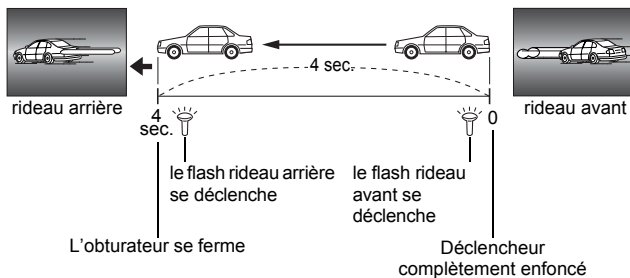 4 sec.
rideau arrière
rideau avant
4
sec.
0
le flash rideau arrière
se déclenche
le flash rideau
avant se
déclenche
L'obturateur se ferme
Déclencheur
complètement enfoncé